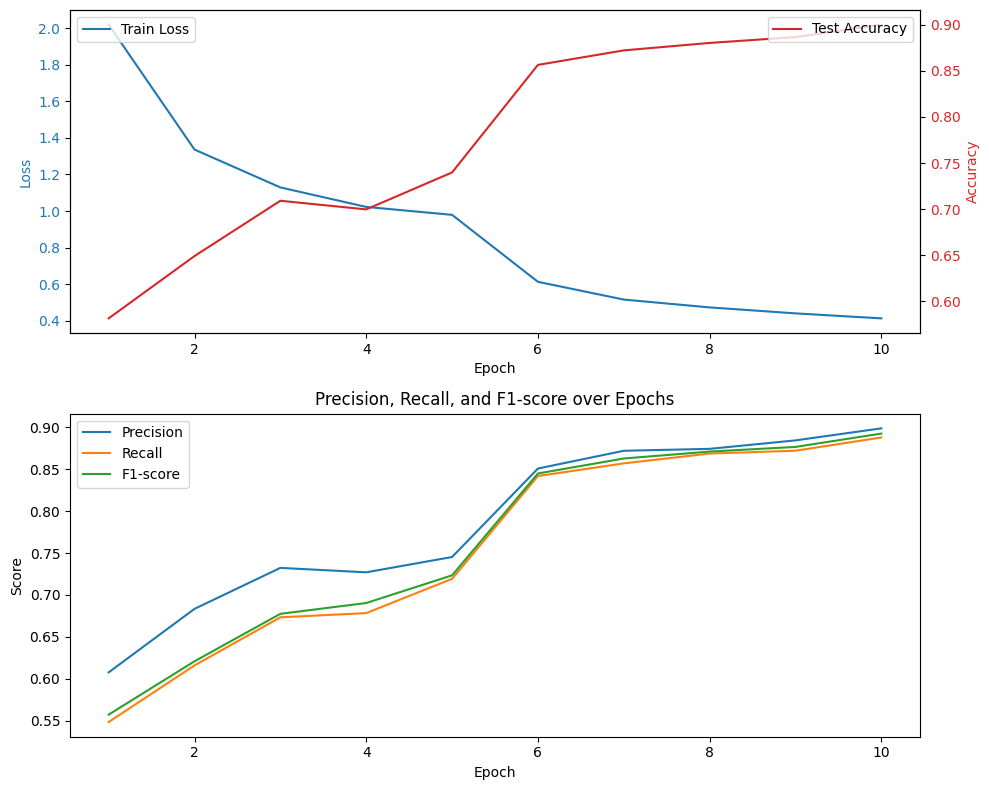 Train Loss
Test Accuracy
2.0
1.8
1.6
1.4
1.2
1.0
0.8
0.6
0.4
Loss
0.90
0.85
0.80
0.75
0.70
0.65
0.60
Accuracy
2 4 6 8 10
Epoch
Precision, Recall, and F1-score over Epochs
Precision
Recall
F1-score
0.90
0.85
0.80
0.75
0.70
0.65
0.60
0.55
Score
2 4 6 8 10
Epoch